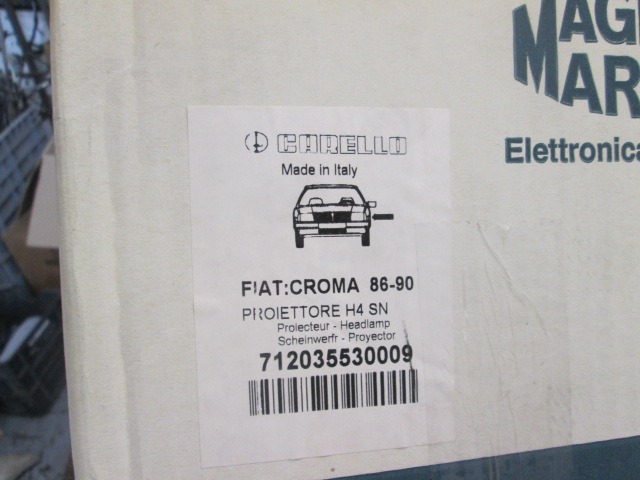 MAG
MAR
Elettronica
CARELLO
Made in Italy
FIAT:CROMA 86-90
PROIETTORE H4 SN
Projecteur - Headlamp
Scheinwerfr - Proyector
712035530009